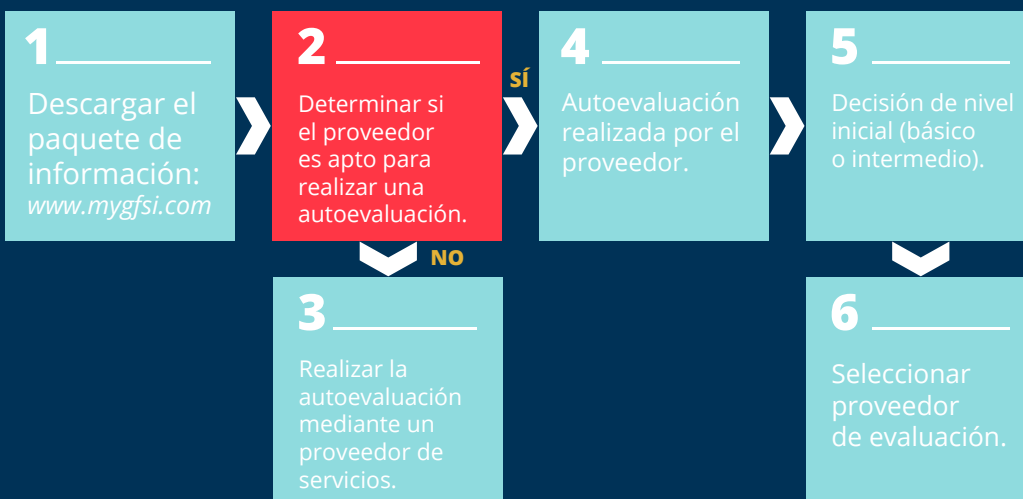 1
Descargar el
paquete de
información:
www.mygfsi.com
2
Determinar si
el proveedor
es apto para
realizar una
autoevaluación.
SÍ
NO
3
Realizar la
autoevaluación
mediante un
proveedor de
servicios.
4
Autoevaluación
realizada por el
proveedor.
5
Decisión de nivel
inicial (básico
o intermedio).
6
Seleccionar
proveedor
de evaluación.